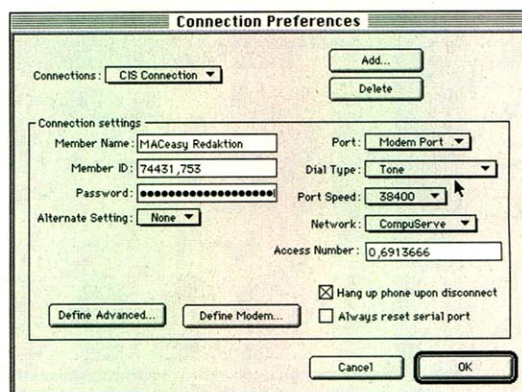 Connection Preferences
Connections: CIS Connection
Add...
Delete
Connection settings
Member Name: MACeasy Redaktion
Member ID: 74431,753
Password: ●●●●●●●●●●●●●●●●●●●
Alternate Setting: None
Port: Modem Port
Dial Type: Tone
Port Speed: 38400
Network: CompuServe
Access Number: 0,6913666
Hang up phone upon disconnect
Always reset serial port
Define Advanced...
Define Modem...
Cancel
OK